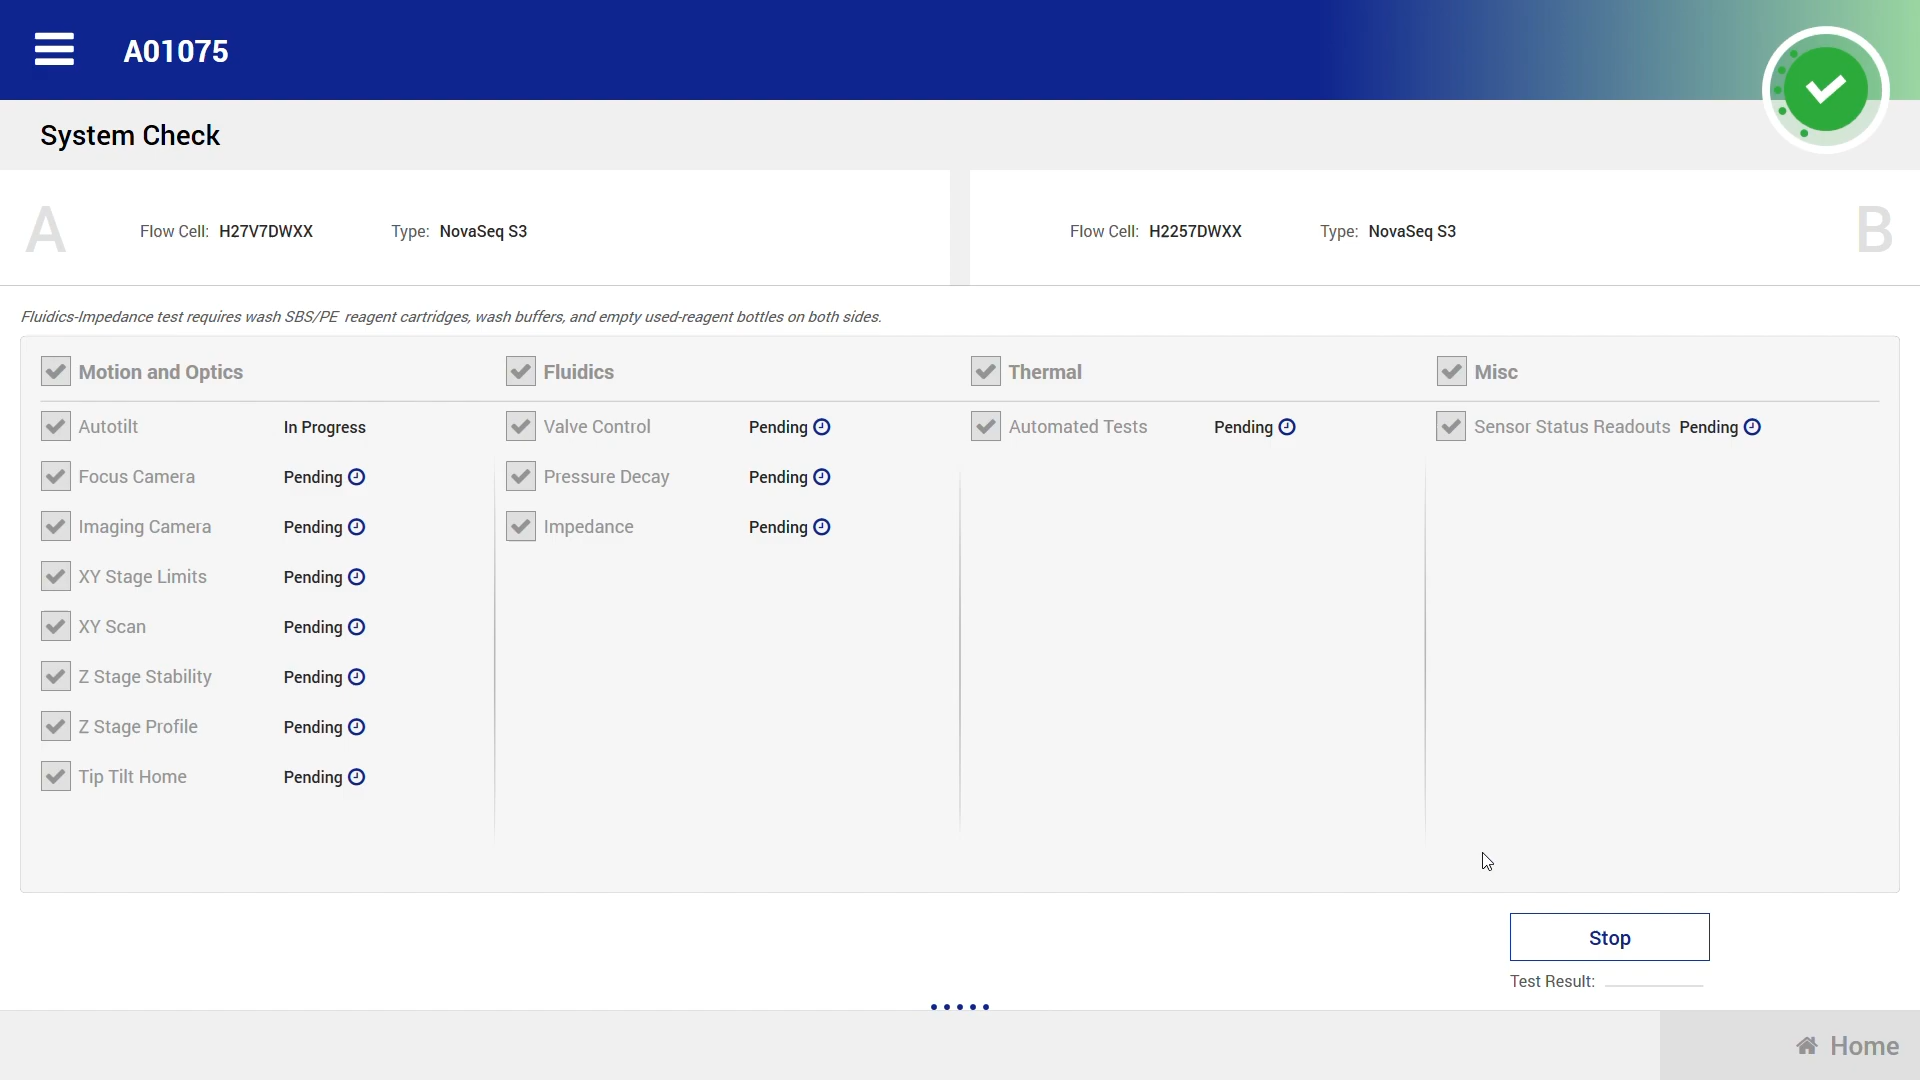 A01075
System Check
A
Flow Cell: H27V7DWXX Type: NovaSeq S3
Flow Cell: H2257DWXX Type: NovaSeq S3
B
Fluidics-Impedance test requires wash SBS/PE reagent cartridges, wash buffers, and empty used-reagent bottles on both sides.
Motion and Optics
Autotilt In Progress
Focus Camera Pending
Imaging Camera Pending
XY Stage Limits Pending
XY Scan Pending
Z Stage Stability Pending
Z Stage Profile Pending
Tip Tilt Home Pending
Fluidics
Valve Control Pending
Pressure Decay Pending
Impedance Pending
Thermal
Automated Tests Pending
Misc
Sensor Status Readouts Pending
Stop
Test Result:
Home